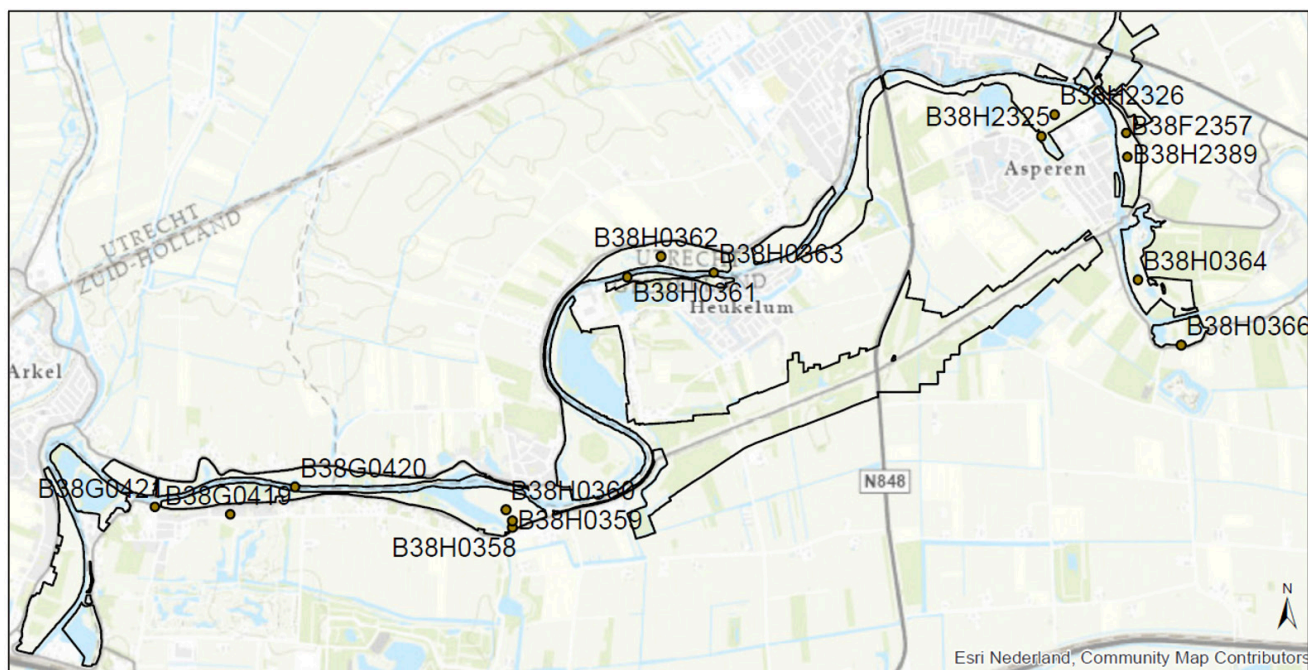 B38H2326
B38H2325
B38F2357
B38H2389
Asperen
UTRECHT
ZUID-HOLLAND
B38H0362
UTRECHT
B38H0363
B38H0361
B38H0364
Heukelum
B38H0366
Arkel
B38G0420
B38G0421
B38G0419
B38H0360
N848
B38H0359
B38H0358
N
Esri Nederland, Community Map Contributors